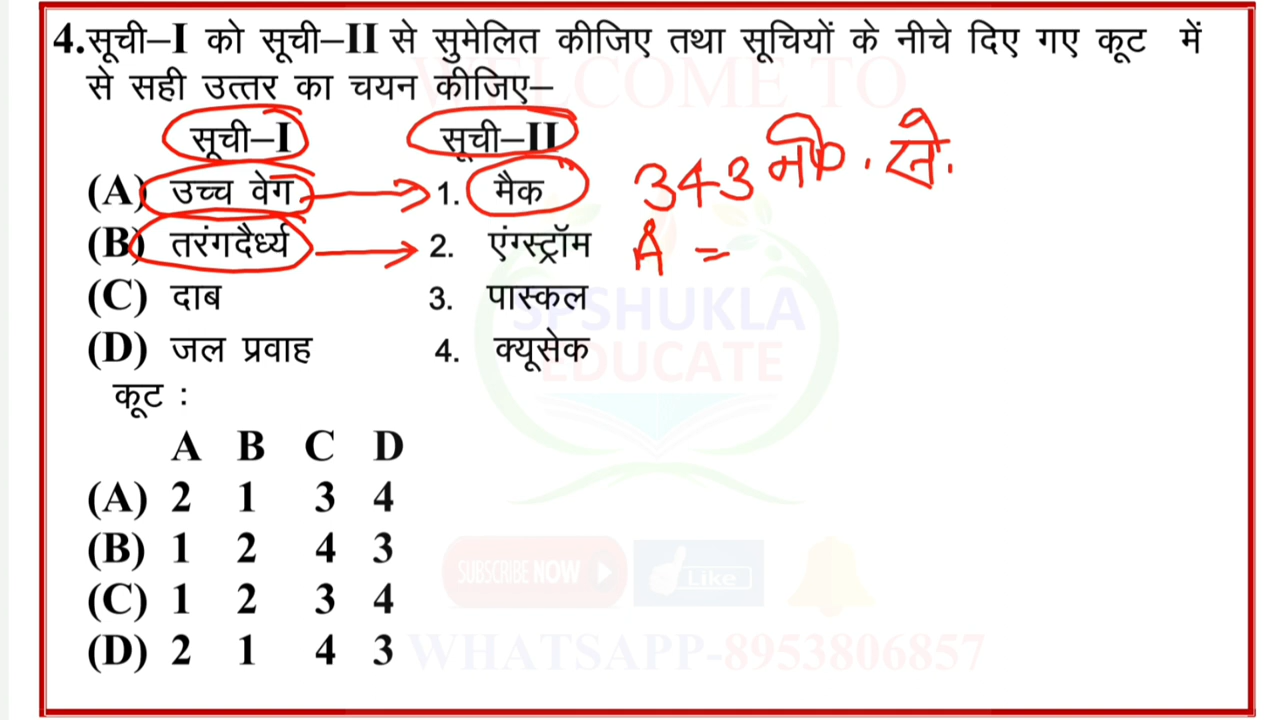 WELCOME TO
4.सूची–I को सूची–II से सुमेलित कीजिए तथा सूचियों के नीचे दिए गए कूट में
से सही उत्तर का चयन कीजिए–
सूची–I सूची–II
(A) उच्च वेग 1. मैक 343 मी०. से.
(B) तरंगदैर्ध्य 2. एंग्स्ट्रॉम Å =
(C) दाब 3. पास्कल
(D) जल प्रवाह 4. क्यूसेक
SPSHUKLA
EDUCATE
कूट :
A B C D
(A) 2 1 3 4
(B) 1 2 4 3
(C) 1 2 3 4
(D) 2 1 4 3
SUBSCRIBE NOW
Like
WHATSAPP-8953806857